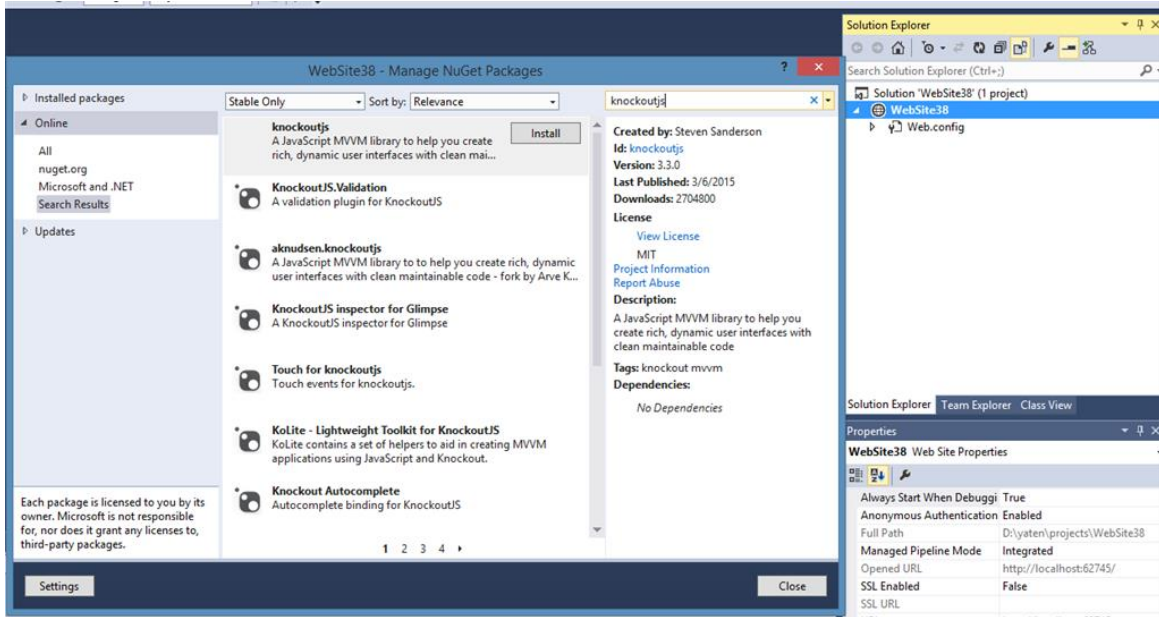 WebSite38 - Manage NuGet Packages
?
Installed packages
Online
All
nuget.org
Microsoft and .NET
Search Results
Updates
Each package is licensed to you by its
owner. Microsoft is not responsible
for, nor does it grant any licenses to,
third-party packages.
Settings
Stable Only
Sort by: Relevance
knockoutjs
A JavaScript MVVM library to help you create
rich, dynamic user interfaces with clean mai...
Install
KnockoutJS.Validation
A validation plugin for KnockoutJS
aknudsen.knockoutjs
A JavaScript MVVM library to to help you create rich, dynamic
user interfaces with clean maintainable code - fork by Arve K...
KnockoutJS inspector for Glimpse
A KnockoutJS inspector for Glimpse
Touch for knockoutjs
Touch events for knockoutjs.
KoLite - Lightweight Toolkit for KnockoutJS
KoLite contains a set of helpers to aid in creating MVVM
applications using JavaScript and Knockout.
Knockout Autocomplete
Autocomplete binding for KnockoutJS
1 2 3 4
knockoutjs
Created by: Steven Sanderson
Id: knockoutjs
Version: 3.3.0
Last Published: 3/6/2015
Downloads: 2704800
License
View License
MIT
Project Information
Report Abuse
Description:
A JavaScript MVVM library to help you
create rich, dynamic user interfaces with
clean maintainable code
Tags: knockout mvvm
Dependencies:
No Dependencies
Close
Solution Explorer
Search Solution Explorer (Ctrl+;)
Solution 'WebSite38' (1 project)
WebSite38
Web.config
Solution Explorer Team Explorer Class View
Properties
WebSite38 Web Site Properties
Always Start When Debuggi True
Anonymous Authentication Enabled
Full Path D:\yaten\projects\WebSite38
Managed Pipeline Mode Integrated
Opened URL http://localhost:62745/
SSL Enabled False
SSL URL